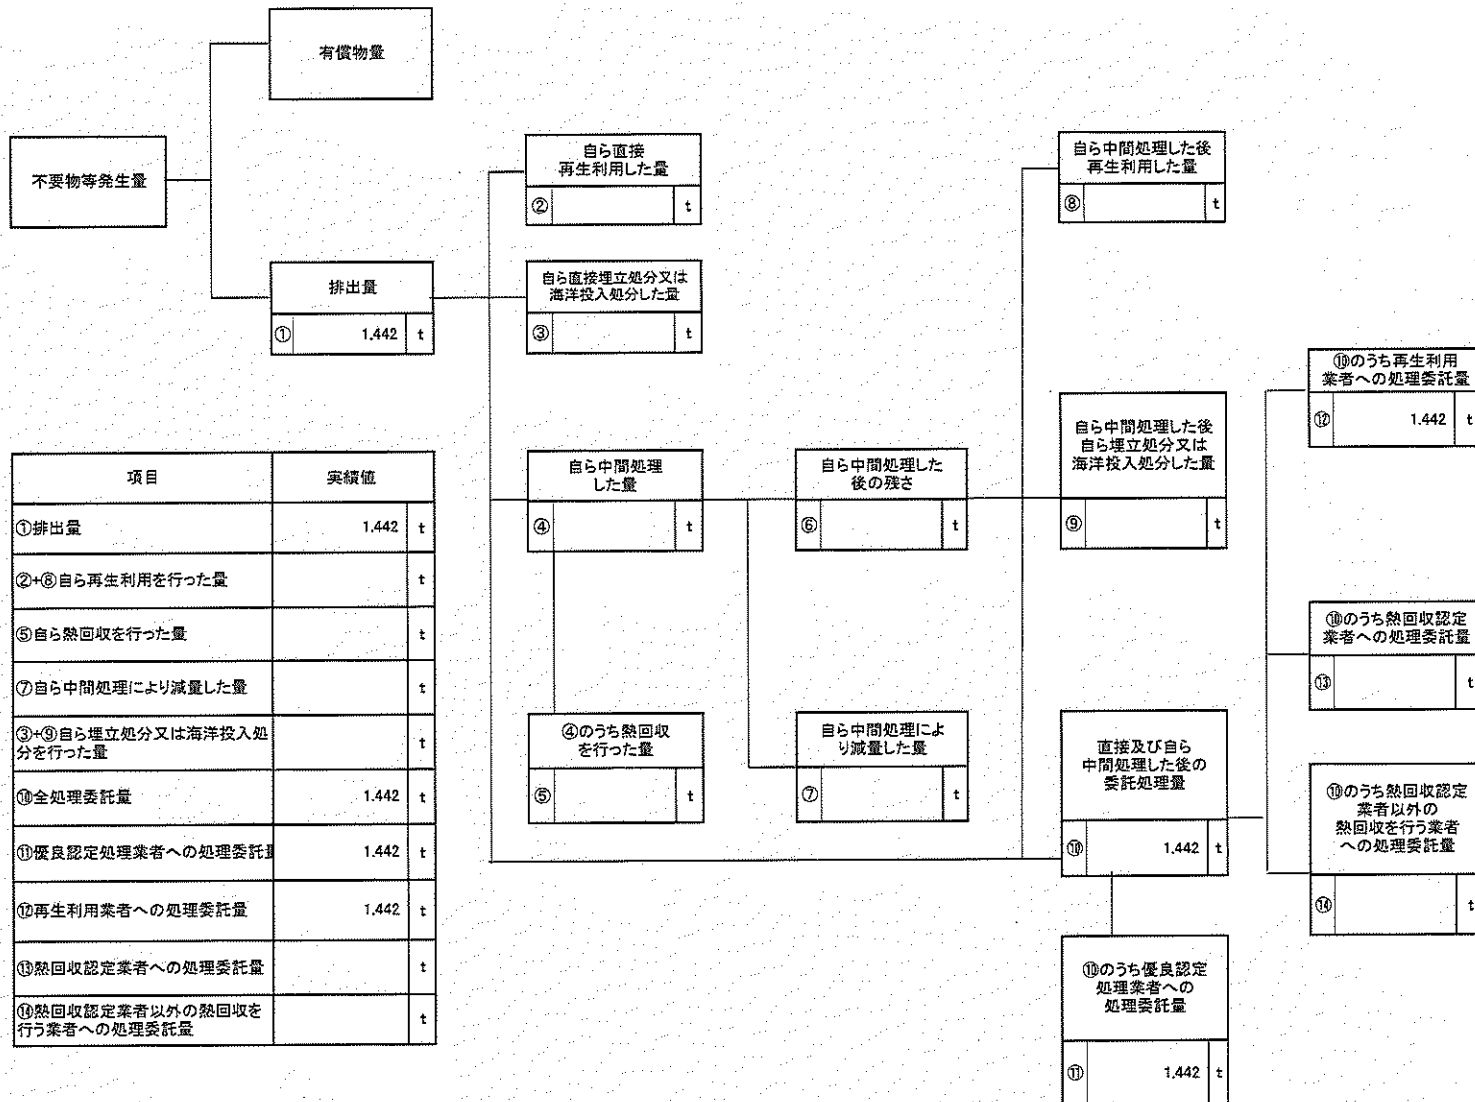 有償物量
不要物等発生量
排出量
① 1.442 t
自ら直接
再生利用した量
② t
自ら直接埋立処分又は
海洋投入処分した量
③ t
自ら中間処理
した量
④ t
④のうち熱回収
を行った量
⑤ t
自ら中間処理した
後の残さ
⑥ t
自ら中間処理によ
り減量した量
⑦ t
自ら中間処理した後
再生利用した量
⑧ t
自ら中間処理した後
自ら埋立処分又は
海洋投入処分した量
⑨ t
直接及び自ら
中間処理した後の
委託処理量
⑩ 1.442 t
⑩のうち優良認定
処理業者への
処理委託量
⑪ 1.442 t
⑩のうち再生利用
業者への処理委託量
⑫ 1.442 t
⑩のうち熱回収認定
業者への処理委託量
⑬ t
⑩のうち熱回収認定
業者以外の
熱回収を行う業者
への処理委託量
⑭ t
項目 実績値
①排出量 1.442 t
②+⑧自ら再生利用を行った量 t
⑤自ら熱回収を行った量 t
⑦自ら中間処理により減量した量 t
③+⑨自ら埋立処分又は海洋投入処
分を行った量 t
⑩全処理委託量 1.442 t
⑪優良認定処理業者への処理委託量 1.442 t
⑫再生利用業者への処理委託量 1.442 t
⑬熱回収認定業者への処理委託量 t
⑭熱回収認定業者以外の熱回収を
行う業者への処理委託量 t